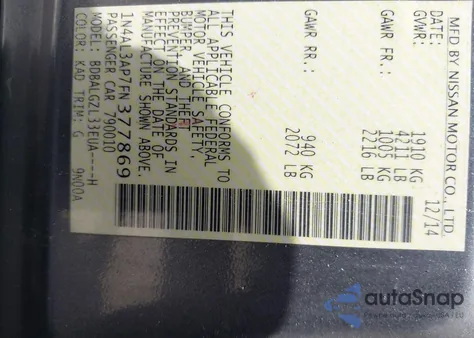 MFD BY NISSAN MOTOR CO., LTD.
DATE: 12/14
GVWR: 1910 KG
4211 LB
GAWR FR.: 1005 KG
2216 LB
GAWR RR.: 940 KG
2072 LB
THIS VEHICLE CONFORMS TO
ALL APPLICABLE FEDERAL
MOTOR VEHICLE SAFETY,
BUMPER, AND THEFT
PREVENTION STANDARDS IN
EFFECT ON THE DATE OF
MANUFACTURE SHOWN ABOVE.
1N4AL3AP7FN377869
PASSENGER CAR 790010
MODEL: BDBALGZL33EUA----H
COLOR: KAD TRIM: G 9N00A
autoSnap